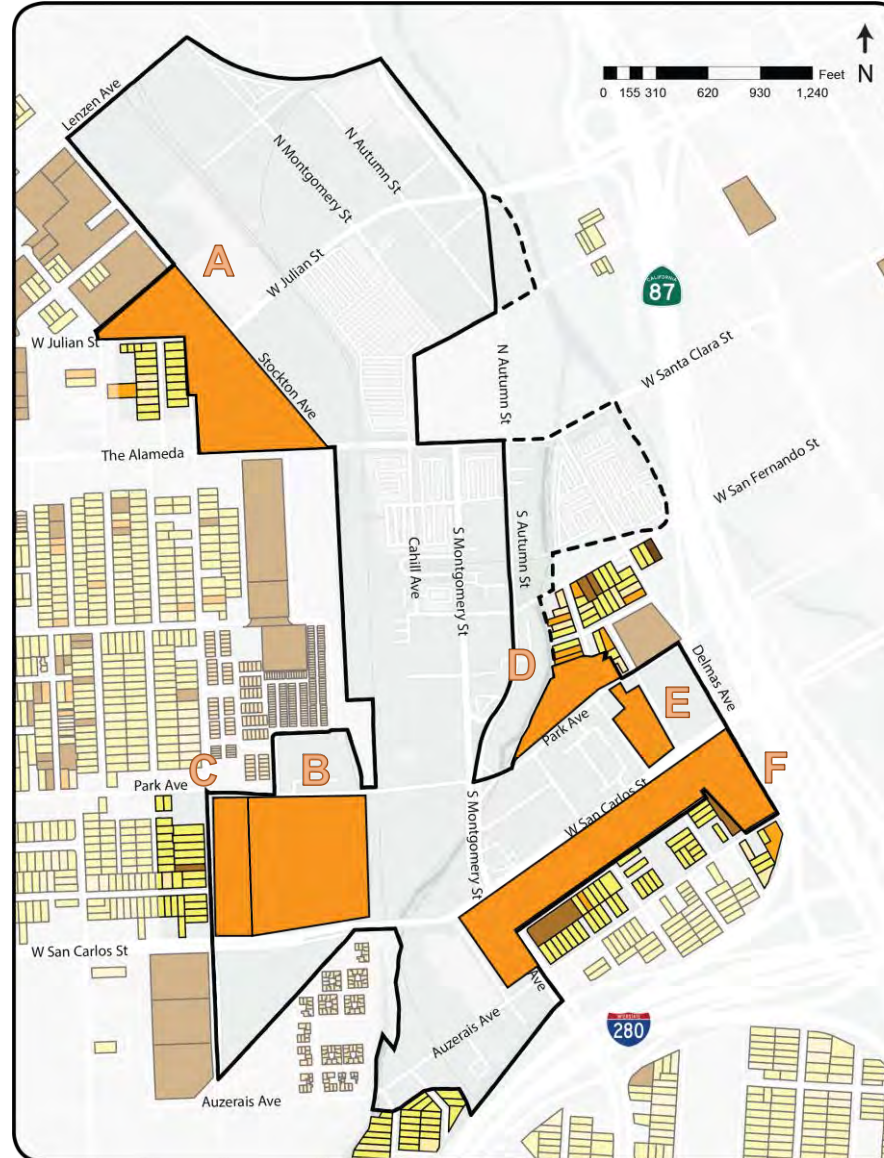 N
Feet
0 155 310 620 930 1,240
Lenzen Ave
N Montgomery St
N Autumn St
A
W Julian St
CALIFORNIA
87
W Julian St
Stockton Ave
N Autumn St
W Santa Clara St
The Alameda
W San Fernando St
S Autumn St
S Montgomery St
Cahill Ave
D
Delmas Ave
E
Park Ave
B
C
F
Park Ave
W San Carlos St
S Montgomery St
W San Carlos St
Ave
Auzerais Ave
280
Auzerais Ave